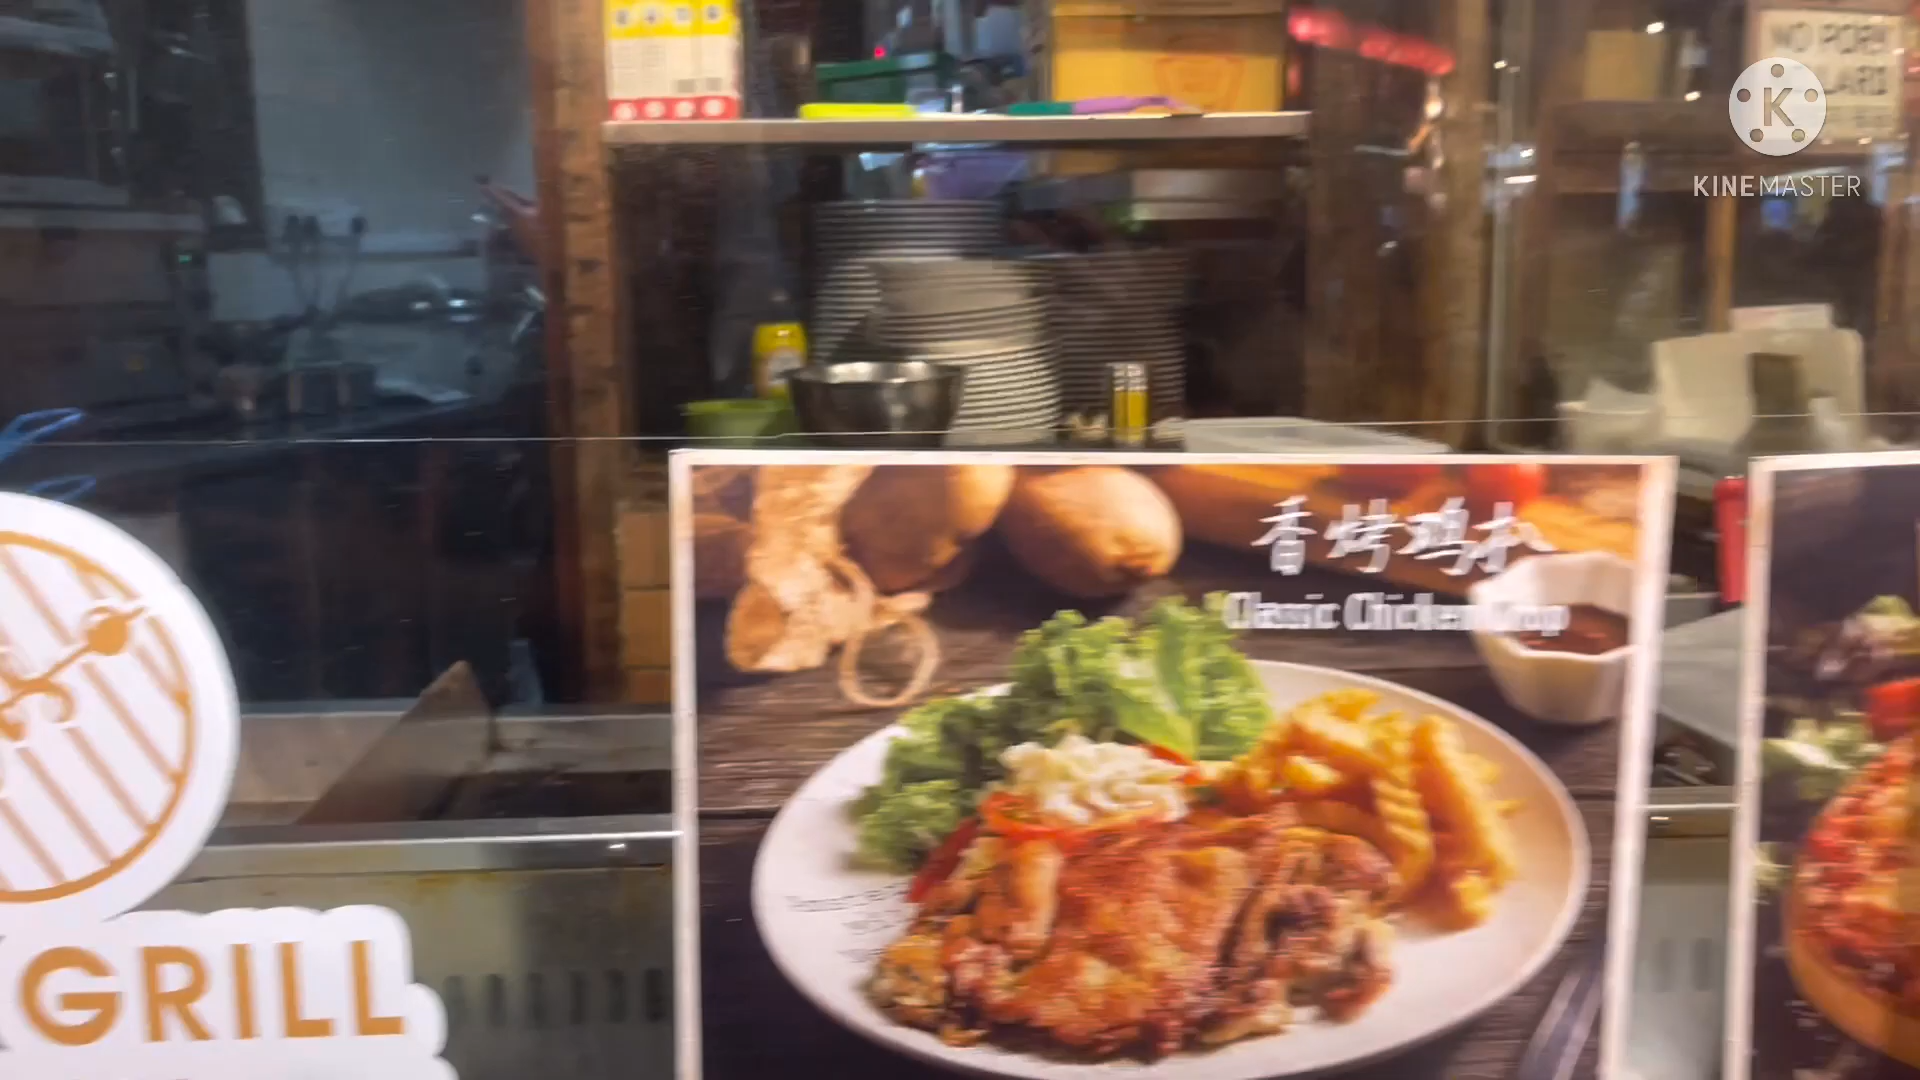 NO PORK
LARD
KINEMASTER
香烤鸡扒
Classic Chicken Chop
GRILL